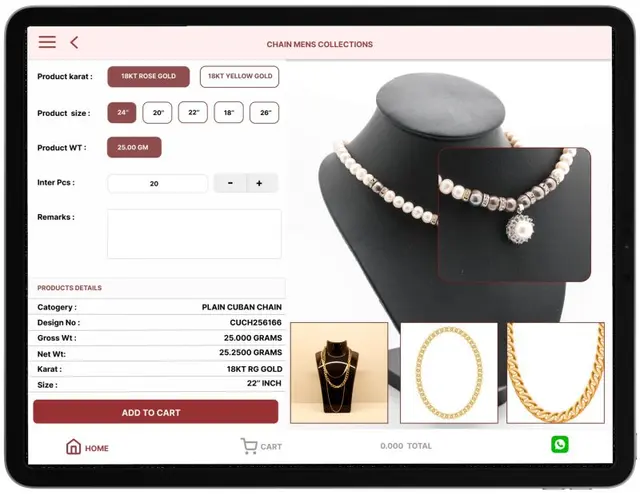 CHAIN MENS COLLECTIONS
Product karat :
18KT ROSE GOLD
18KT YELLOW GOLD
Product size :
24"
20"
22"
18"
26"
Product WT :
25.00 GM
Inter Pcs :
20
-
+
Remarks :
PRODUCTS DETAILS
Catogery : PLAIN CUBAN CHAIN
Design No : CUCH256166
Gross Wt : 25.000 GRAMS
Net Wt: 25.2500 GRAMS
Karat : 18KT RG GOLD
Size : 22" INCH
ADD TO CART
HOME
CART
0.000 TOTAL